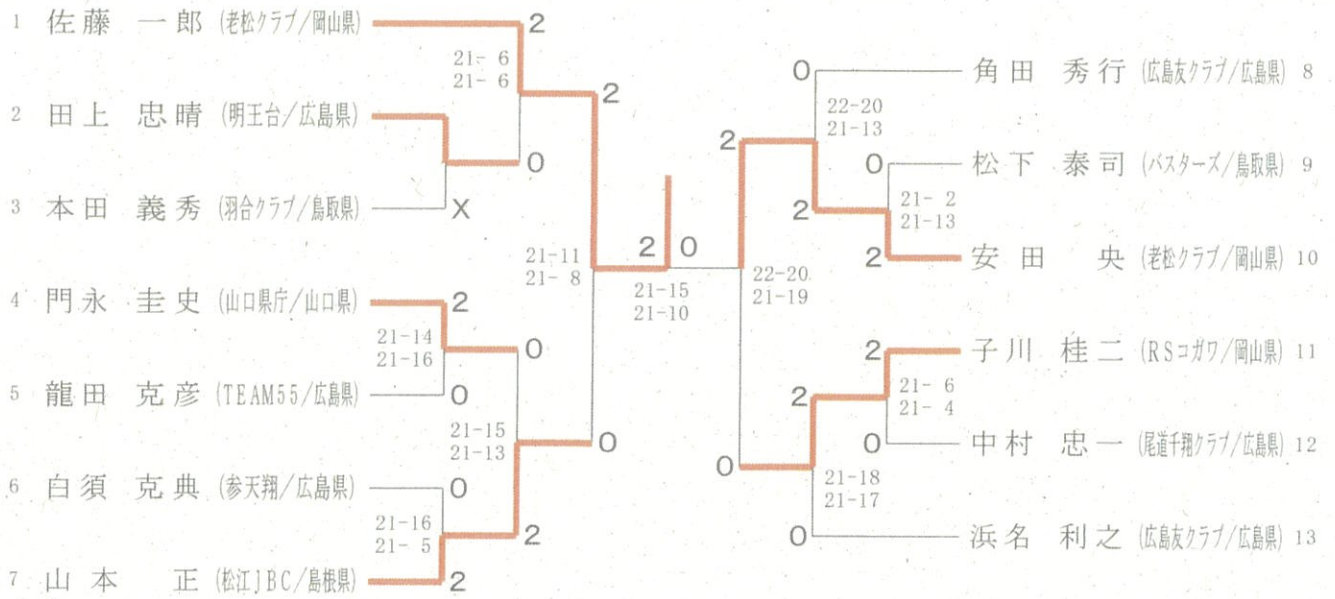 1 佐藤 一郎 (老松クラブ/岡山県) 2
21- 6
21- 6
2
2 田上 忠晴 (明王台/広島県)
0
3 本田 義秀 (羽合クラブ/鳥取県) X
21-11
21- 8
4 門永 圭史 (山口県庁/山口県) 2
21-14
21-16
0
5 龍田 克彦 (TEAM55/広島県) 0
21-15
21-13
0
6 白須 克典 (参天翔/広島県) 0
21-16
21- 5
2
7 山本 正 (松江JBC/島根県) 2
2 0
21-15
21-10
0 角田 秀行 (広島友クラブ/広島県) 8
22-20
21-13
2
0 松下 泰司 (バスターズ/鳥取県) 9
21- 2
21-13
2
2 安田 央 (老松クラブ/岡山県) 10
22-20
21-19
2 子川 桂二 (RSコガワ/岡山県) 11
21- 6
21- 4
2
0 中村 忠一 (尾道千翔クラブ/広島県) 12
0
21-18
21-17
0 浜名 利之 (広島友クラブ/広島県) 13